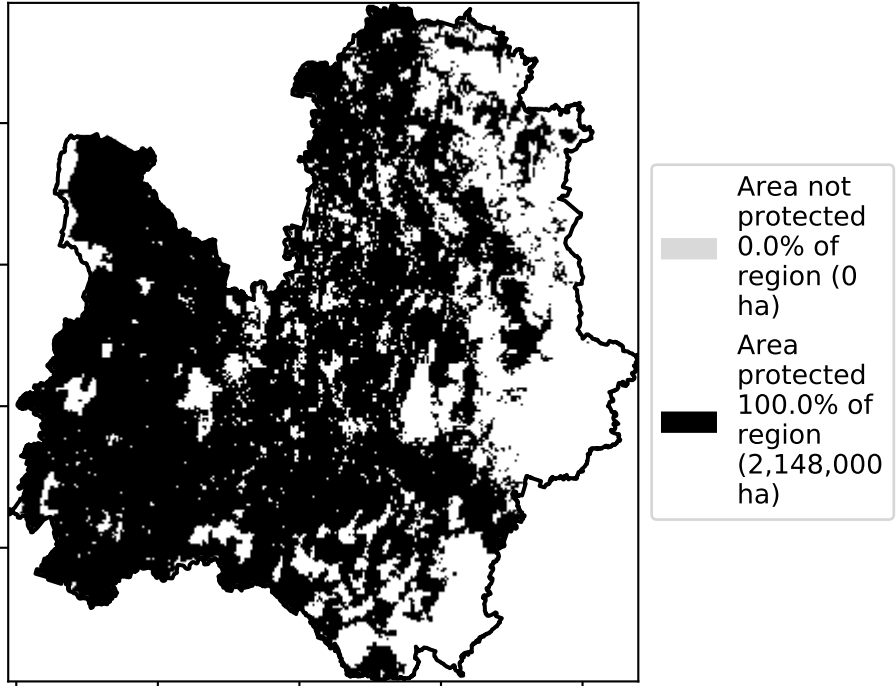 Area not
protected
0.0% of
region (0
ha)
Area
protected
100.0% of
region
(2,148,000
ha)